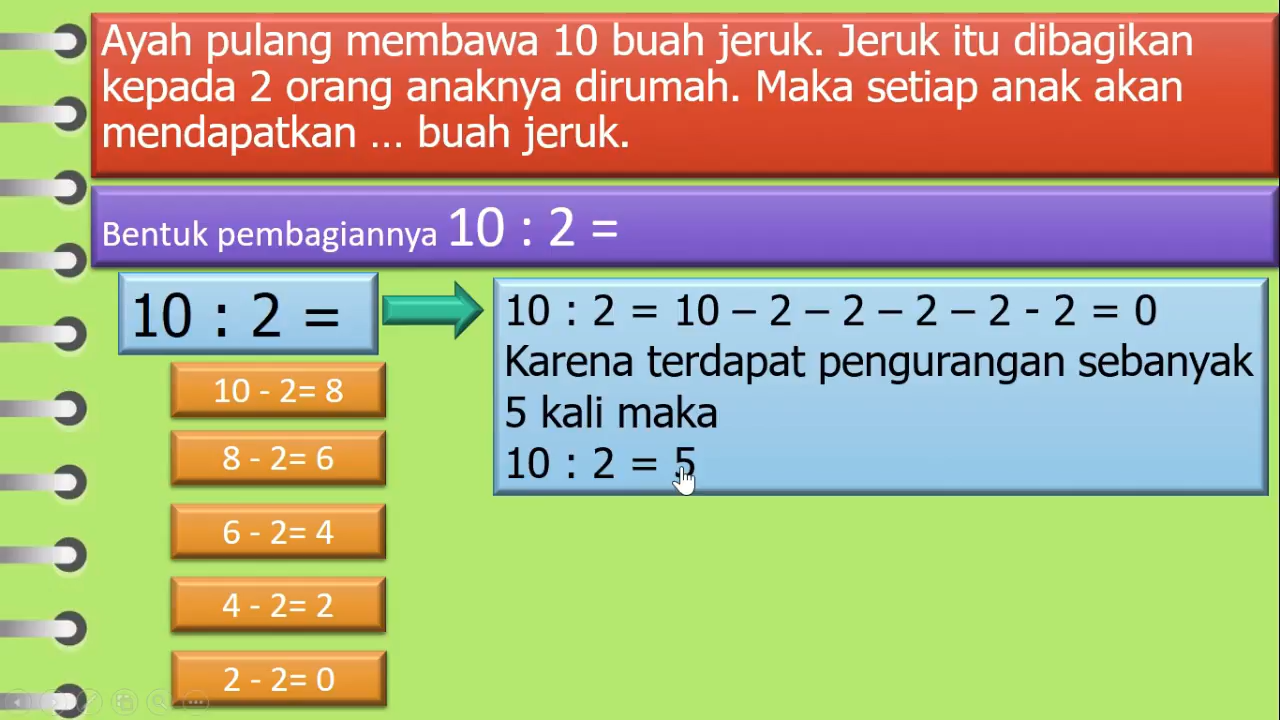 Ayah pulang membawa 10 buah jeruk. Jeruk itu dibagikan
kepada 2 orang anaknya dirumah. Maka setiap anak akan
mendapatkan ... buah jeruk.
Bentuk pembagiannya 10 : 2 =
10 : 2 =
10 - 2= 8
8 - 2= 6
6 - 2= 4
4 - 2= 2
2 - 2= 0
10 : 2 = 10 – 2 – 2 – 2 – 2 - 2 = 0
Karena terdapat pengurangan sebanyak
5 kali maka
10 : 2 = 5